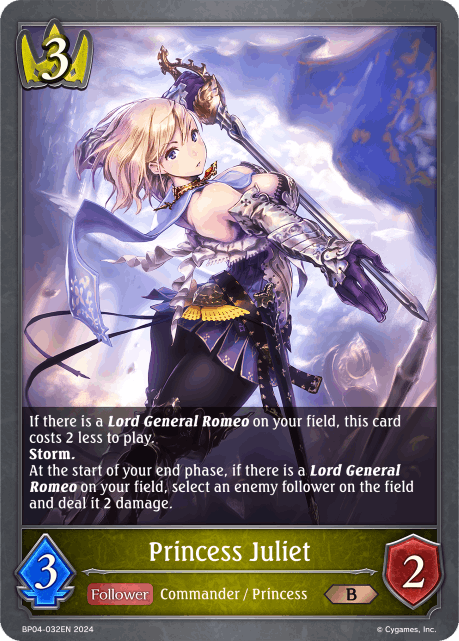 3
If there is a Lord General Romeo on your field, this card
costs 2 less to play.
Storm.
At the start of your end phase, if there is a Lord General
Romeo on your field, select an enemy follower on the field
and deal it 2 damage.
Princess Juliet
3
Follower Commander / Princess B
2
BP04-032EN 2024 © Cygames, Inc.